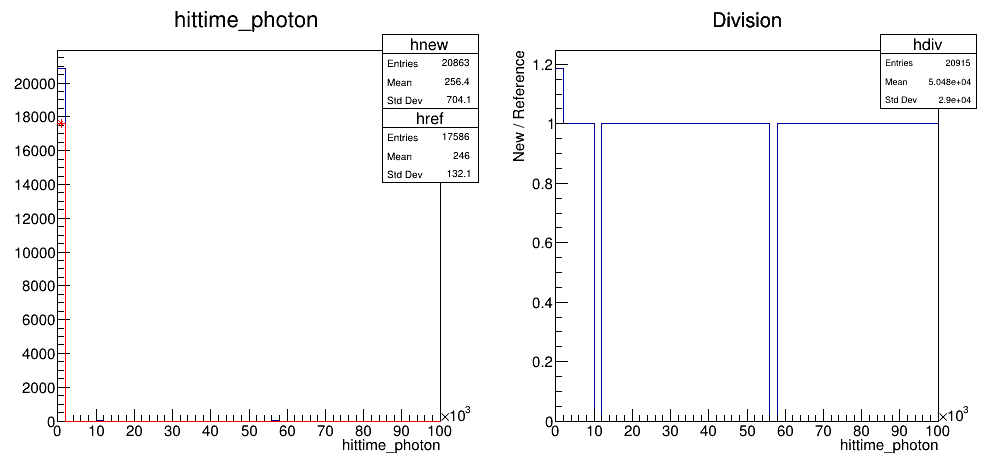 hittime_photon
hnew
Entries 20863
Mean 256.4
Std Dev 704.1
href
Entries 17586
Mean 246
Std Dev 132.1
20000
18000
16000
14000
12000
10000
8000
6000
4000
2000
0
0 10 20 30 40 50 60 70 80 90 100
×10³
hittime_photon
Division
hdiv
Entries 20915
Mean 5.048e+04
Std Dev 2.9e+04
New / Reference
1.2
1
0.8
0.6
0.4
0.2
0
0 10 20 30 40 50 60 70 80 90 100
×10³
hittime_photon